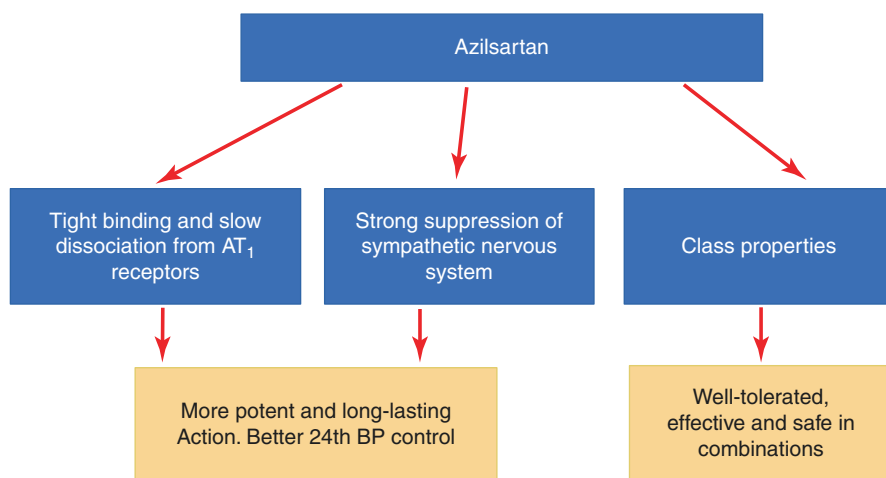 Azilsartan
Tight binding and slow
dissociation from AT₁
receptors
Strong suppression of
sympathetic nervous
system
Class properties
More potent and long-lasting
Action. Better 24th BP control
Well-tolerated,
effective and safe in
combinations